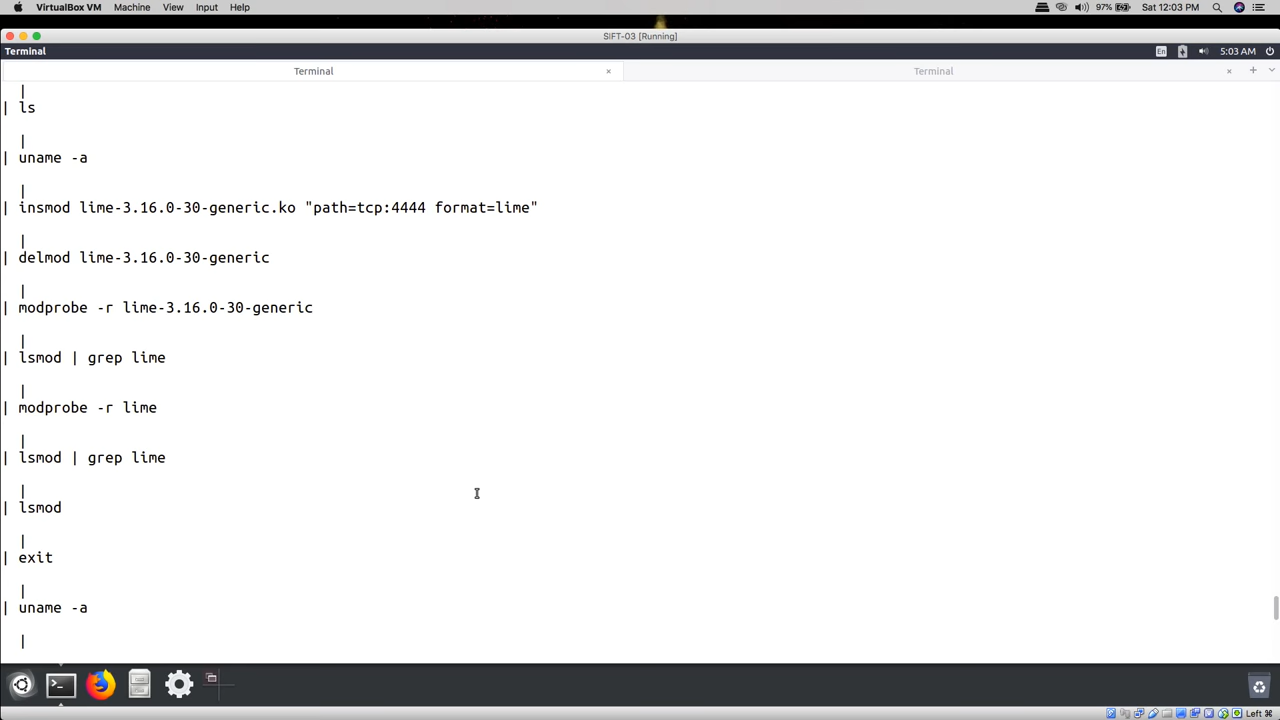 VirtualBox VM Machine View Input Help 97% Sat 12:03 PM
SIFT-03 [Running]
Terminal En 5:03 AM
Terminal × Terminal × +
|
| ls
|
| uname -a
|
| insmod lime-3.16.0-30-generic.ko "path=tcp:4444 format=lime"
|
| delmod lime-3.16.0-30-generic
|
| modprobe -r lime-3.16.0-30-generic
|
| lsmod | grep lime
|
| modprobe -r lime
|
| lsmod | grep lime
|
| lsmod
|
| exit
|
| uname -a
|
Left ⌘